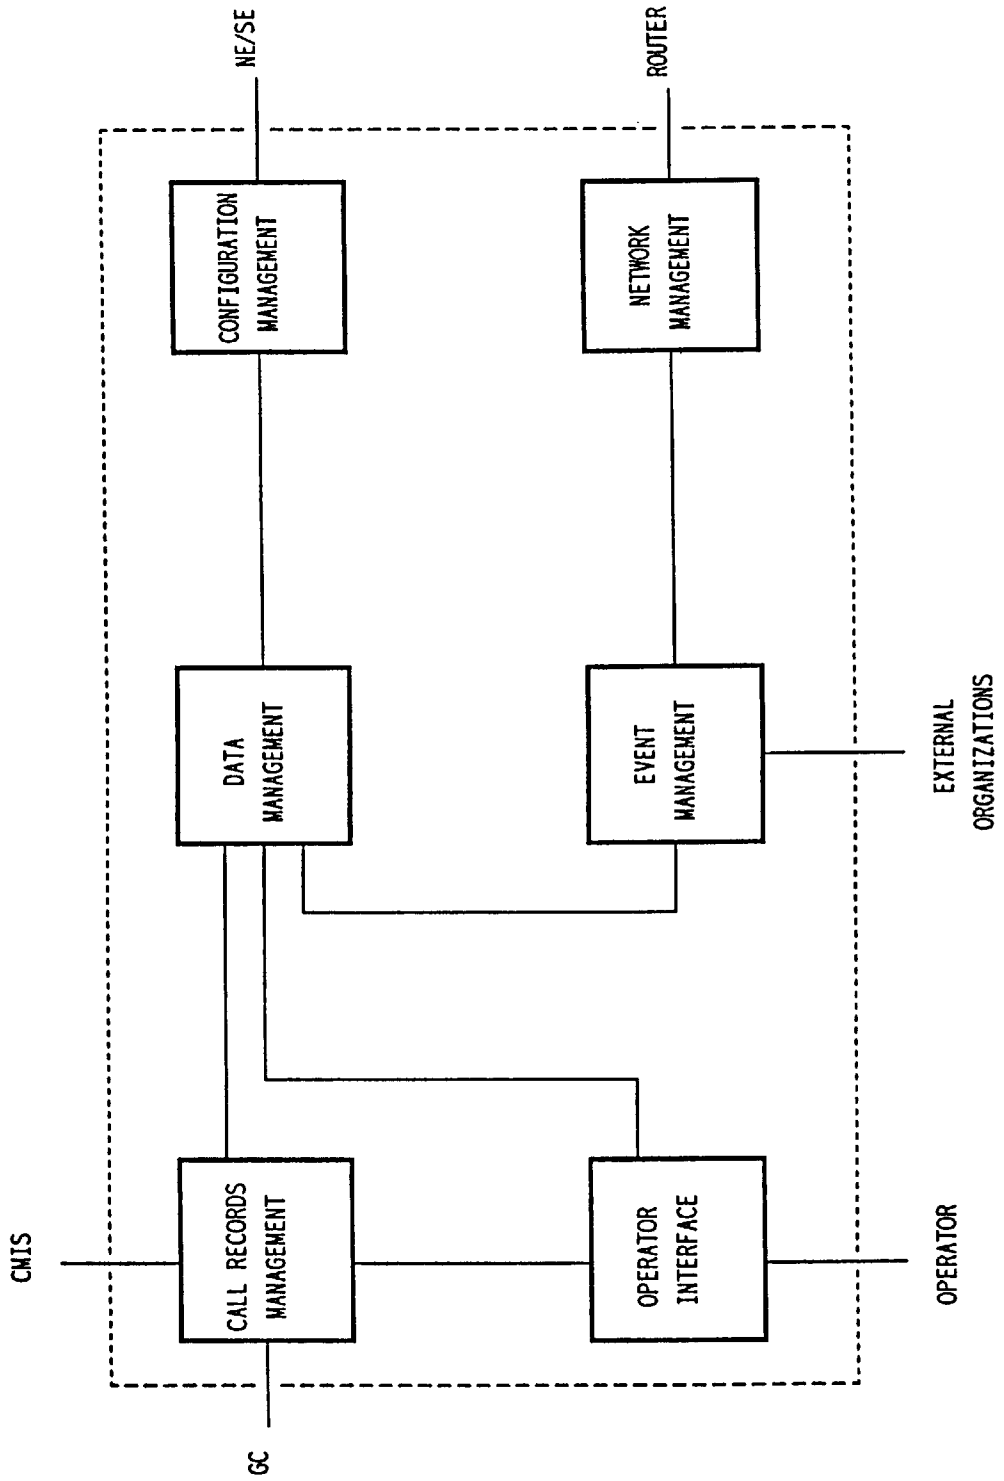 CMIS
GC
CALL RECORDS
MANAGEMENT
DATA
MANAGEMENT
CONFIGURATION
MANAGEMENT
NE/SE
OPERATOR
INTERFACE
EVENT
MANAGEMENT
NETWORK
MANAGEMENT
ROUTER
OPERATOR
EXTERNAL
ORGANIZATIONS